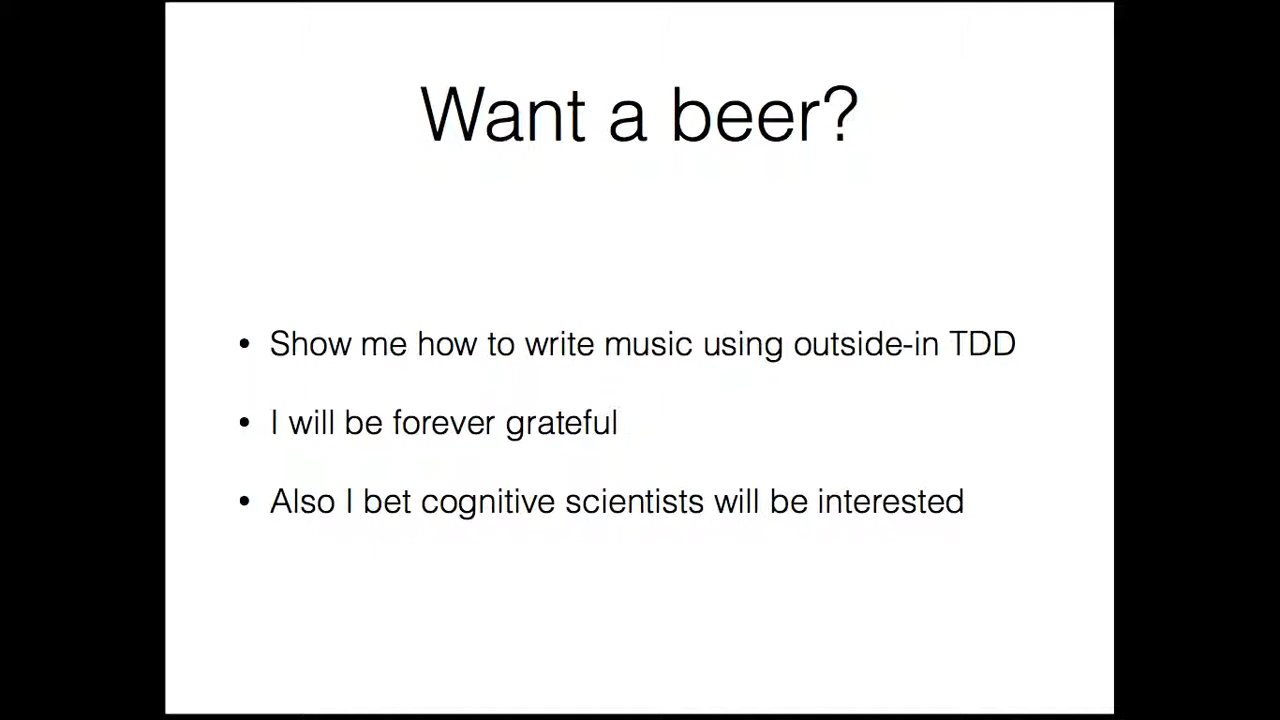 Want a beer?
• Show me how to write music using outside-in TDD
• I will be forever grateful
• Also I bet cognitive scientists will be interested